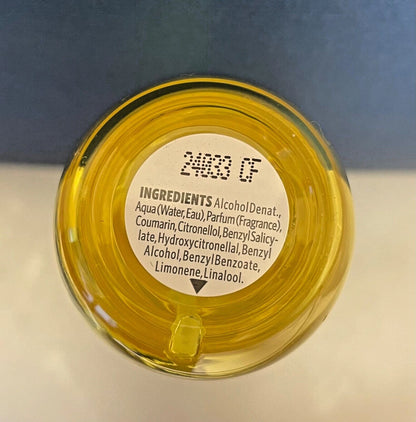 24033 CF
INGREDIENTS Alcohol Denat.,
Aqua (Water, Eau), Parfum (Fragrance),
Coumarin, Citronellol, Benzyl Salicy-
late, Hydroxycitronellal, Benzyl
Alcohol, Benzyl Benzoate,
Limonene, Linalool.